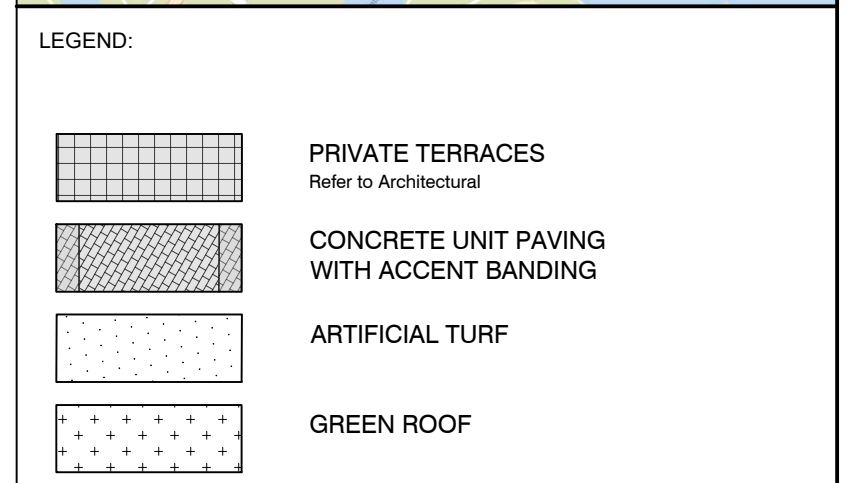 LEGEND:
PRIVATE TERRACES
Refer to Architectural
CONCRETE UNIT PAVING
WITH ACCENT BANDING
ARTIFICIAL TURF
GREEN ROOF